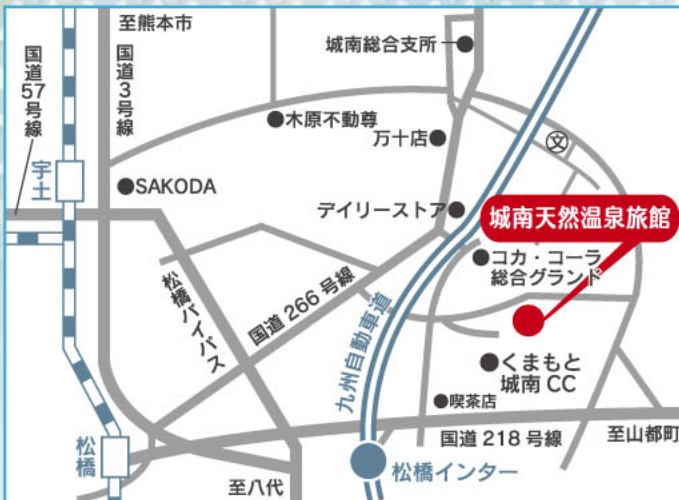 至熊本市
国道57号線
国道3号線
城南総合支所
木原不動尊
万十店
文
宇土
SAKODA
デイリーストア
城南天然温泉旅館
コカ・コーラ
総合グランド
松橋バイパス
国道266号線
九州自動車道
くまもと
城南CC
喫茶店
国道218号線
至山都町
松橋
松橋インター
至八代